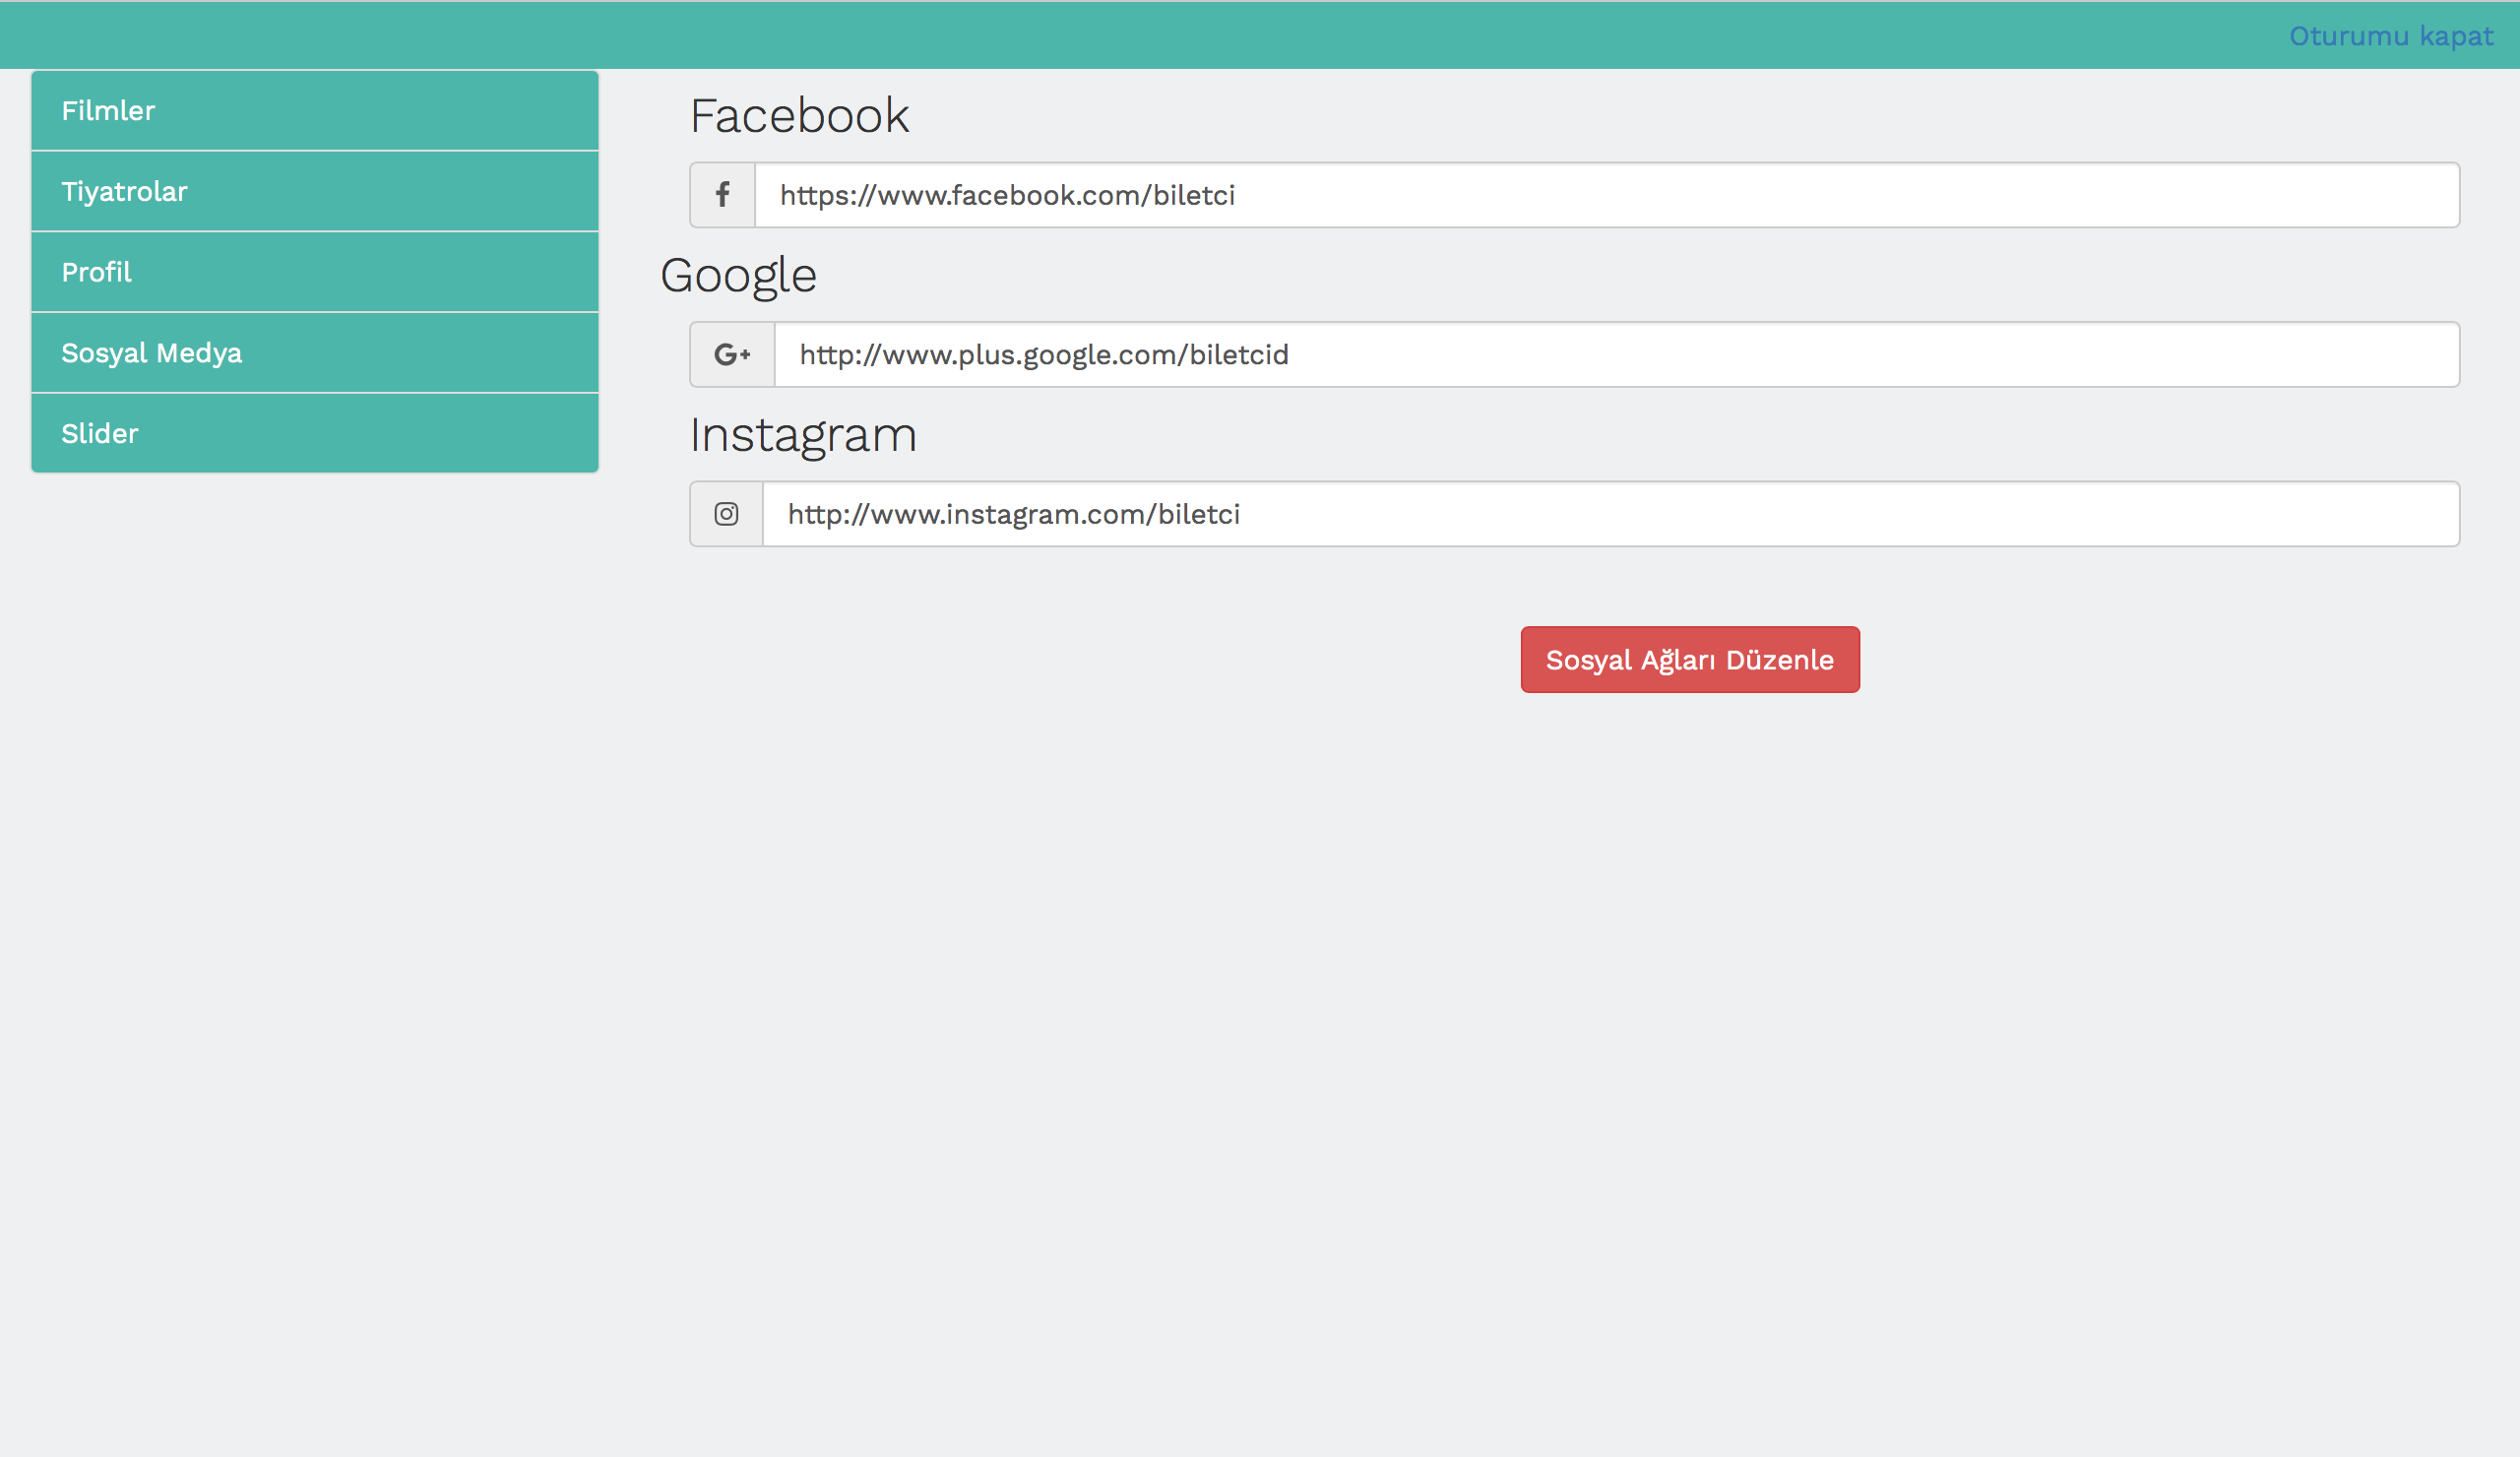 Oturumu kapat
Filmler
Tiyatrolar
Profil
Sosyal Medya
Slider
Facebook
https://www.facebook.com/biletci
Google
G+ http://www.plus.google.com/biletcid
Instagram
http://www.instagram.com/biletci
Sosyal Ağları Düzenle